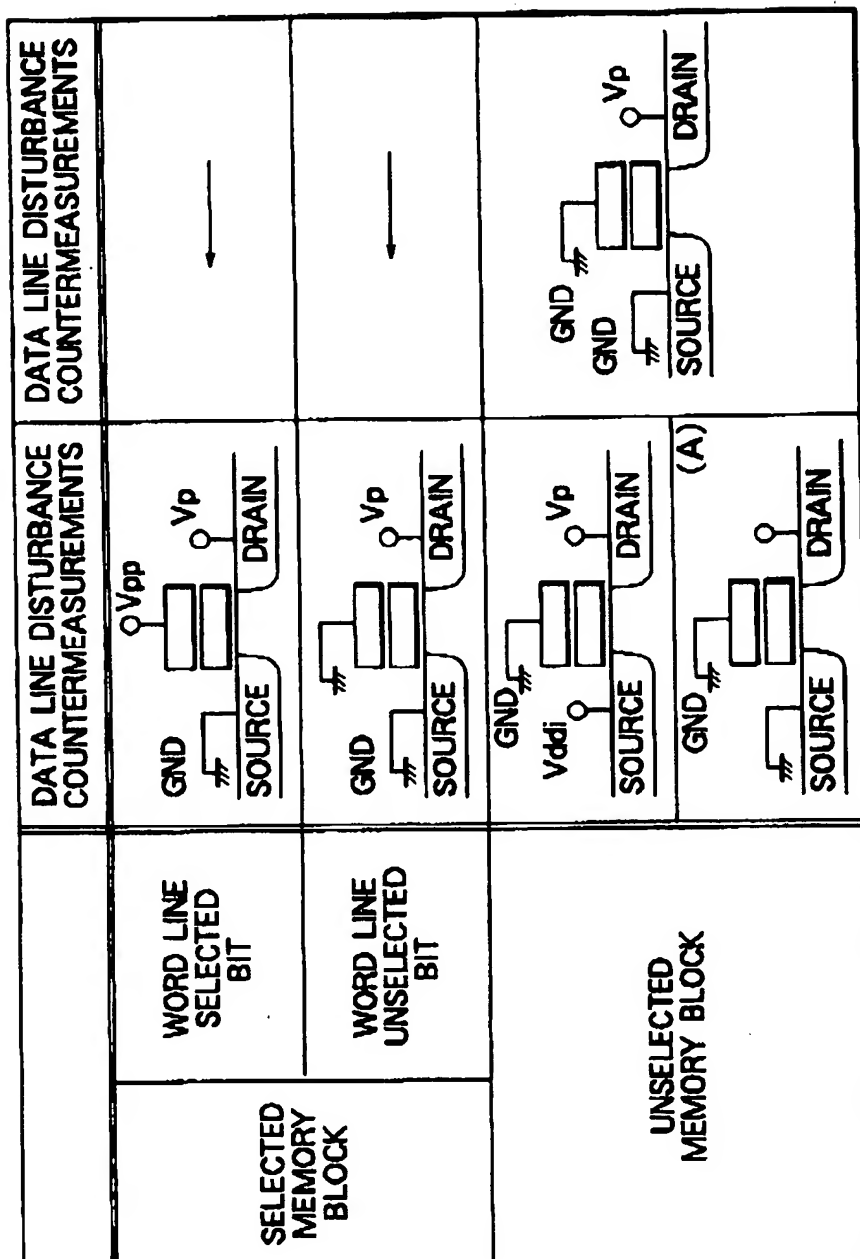 DATA LINE DISTURBANCE
COUNTERMEASUREMENTS
DATA LINE DISTURBANCE
COUNTERMEASUREMENTS
SELECTED
MEMORY
BLOCK
WORD LINE
SELECTED
BIT
Vpp
GND
Vp
SOURCE
DRAIN
WORD LINE
UNSELECTED
BIT
GND
Vp
SOURCE
DRAIN
UNSELECTED
MEMORY BLOCK
GND
Vddi
Vp
SOURCE
DRAIN
(A)
GND
SOURCE
DRAIN
GND
GND
Vp
SOURCE
DRAIN